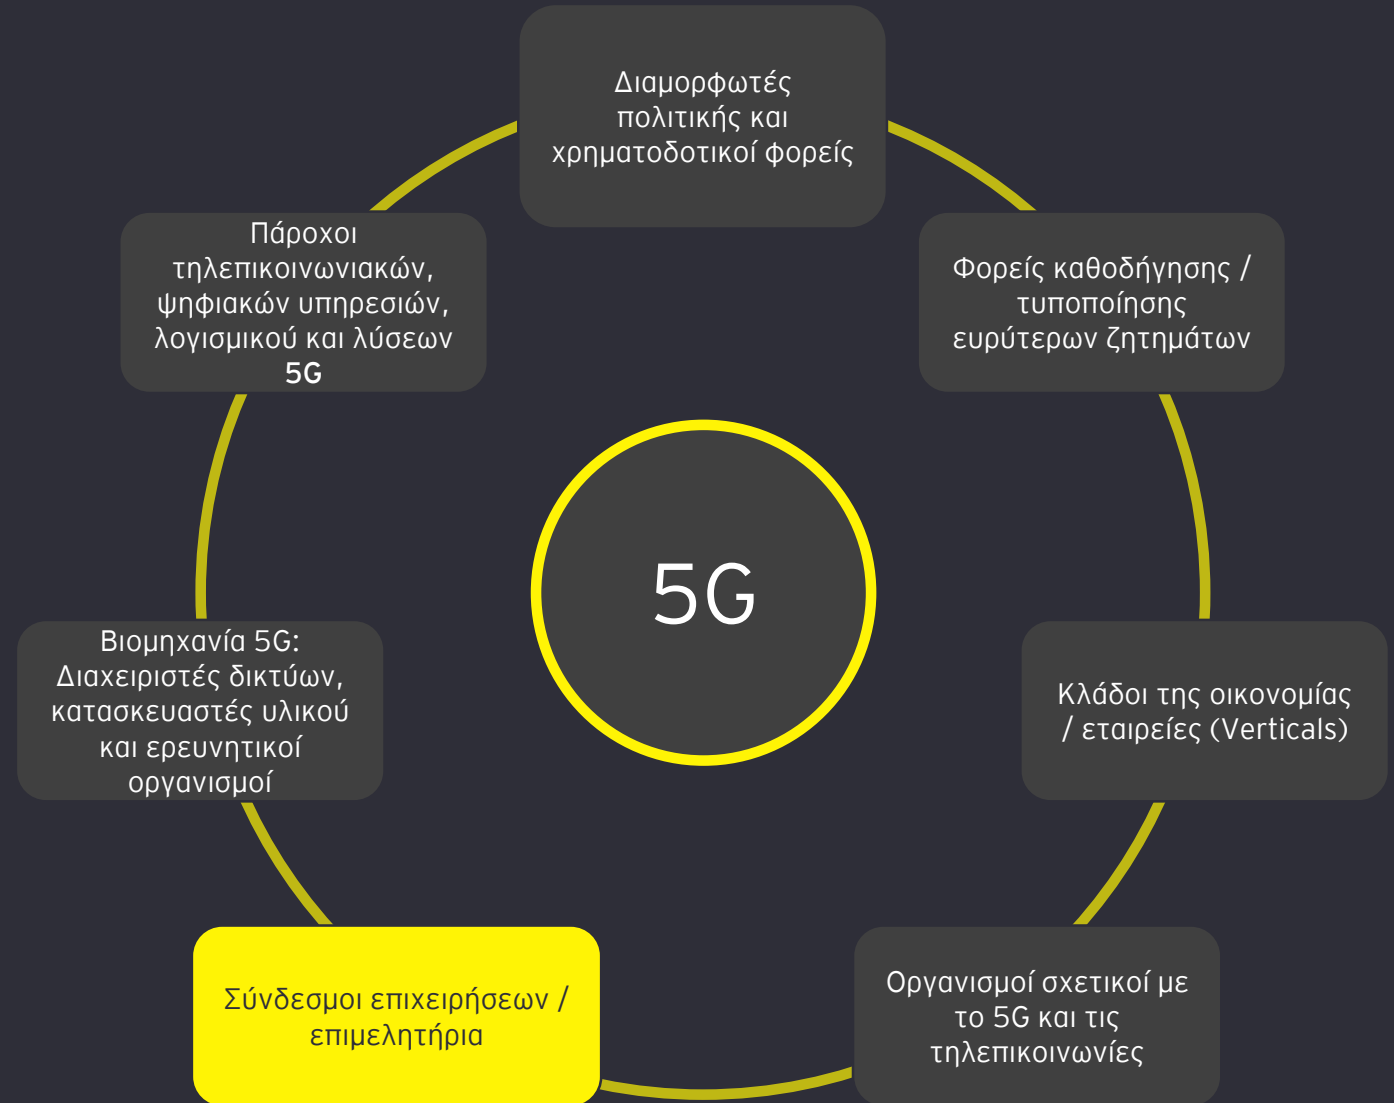 Διαμορφωτές
πολιτικής και
χρηματοδοτικοί φορείς
Πάροχοι
τηλεπικοινωνιακών,
ψηφιακών υπηρεσιών,
λογισμικού και λύσεων
5G
Φορείς καθοδήγησης /
τυποποίησης
ευρύτερων ζητημάτων
5G
Βιομηχανία 5G:
Διαχειριστές δικτύων,
κατασκευαστές υλικού
και ερευνητικοί
οργανισμοί
Κλάδοι της οικονομίας
/ εταιρείες (Verticals)
Σύνδεσμοι επιχειρήσεων /
επιμελητήρια
Οργανισμοί σχετικοί με
το 5G και τις
τηλεπικοινωνίες